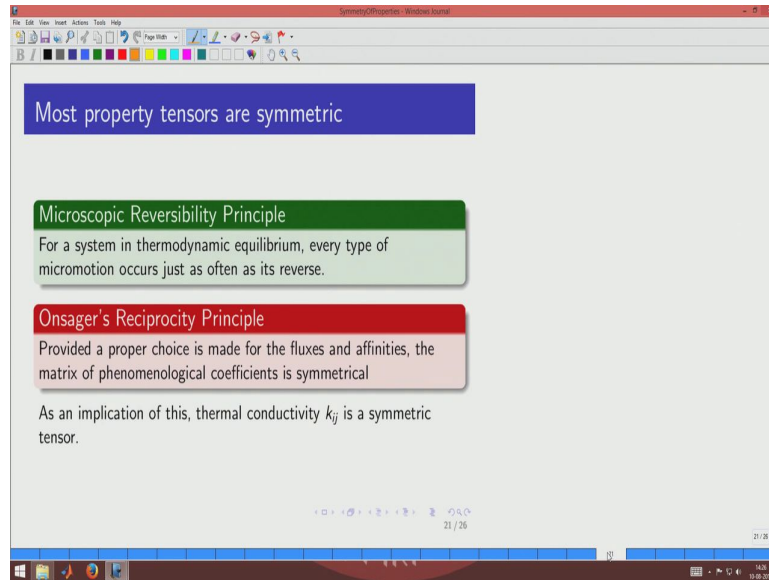 SymmetryOfProperties - Windows Journal
File Edit View Insert Actions Tools Help
Page Width
B I
Most property tensors are symmetric
Microscopic Reversibility Principle
For a system in thermodynamic equilibrium, every type of
micromotion occurs just as often as its reverse.
Onsager's Reciprocity Principle
Provided a proper choice is made for the fluxes and affinities, the
matrix of phenomenological coefficients is symmetrical
As an implication of this, thermal conductivity k_ij is a symmetric
tensor.
21 / 26
21 / 26
14:26